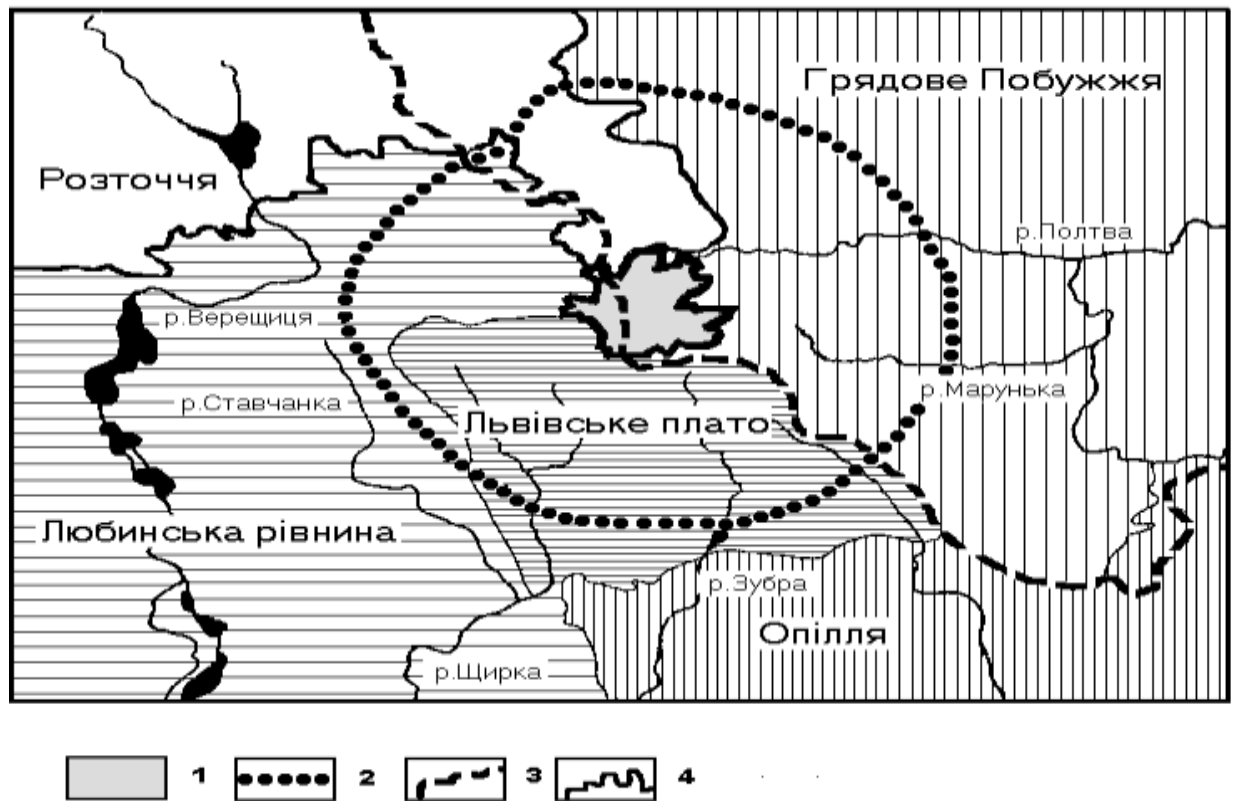 Грядове Побужжя
Розточчя
р.Полтва
р.Верещиця
р.Марунька
р.Ставчанка
Львівське плато
Любинська рівнина
р.Зубра
Опілля
р.Щирка
1 2 3 4